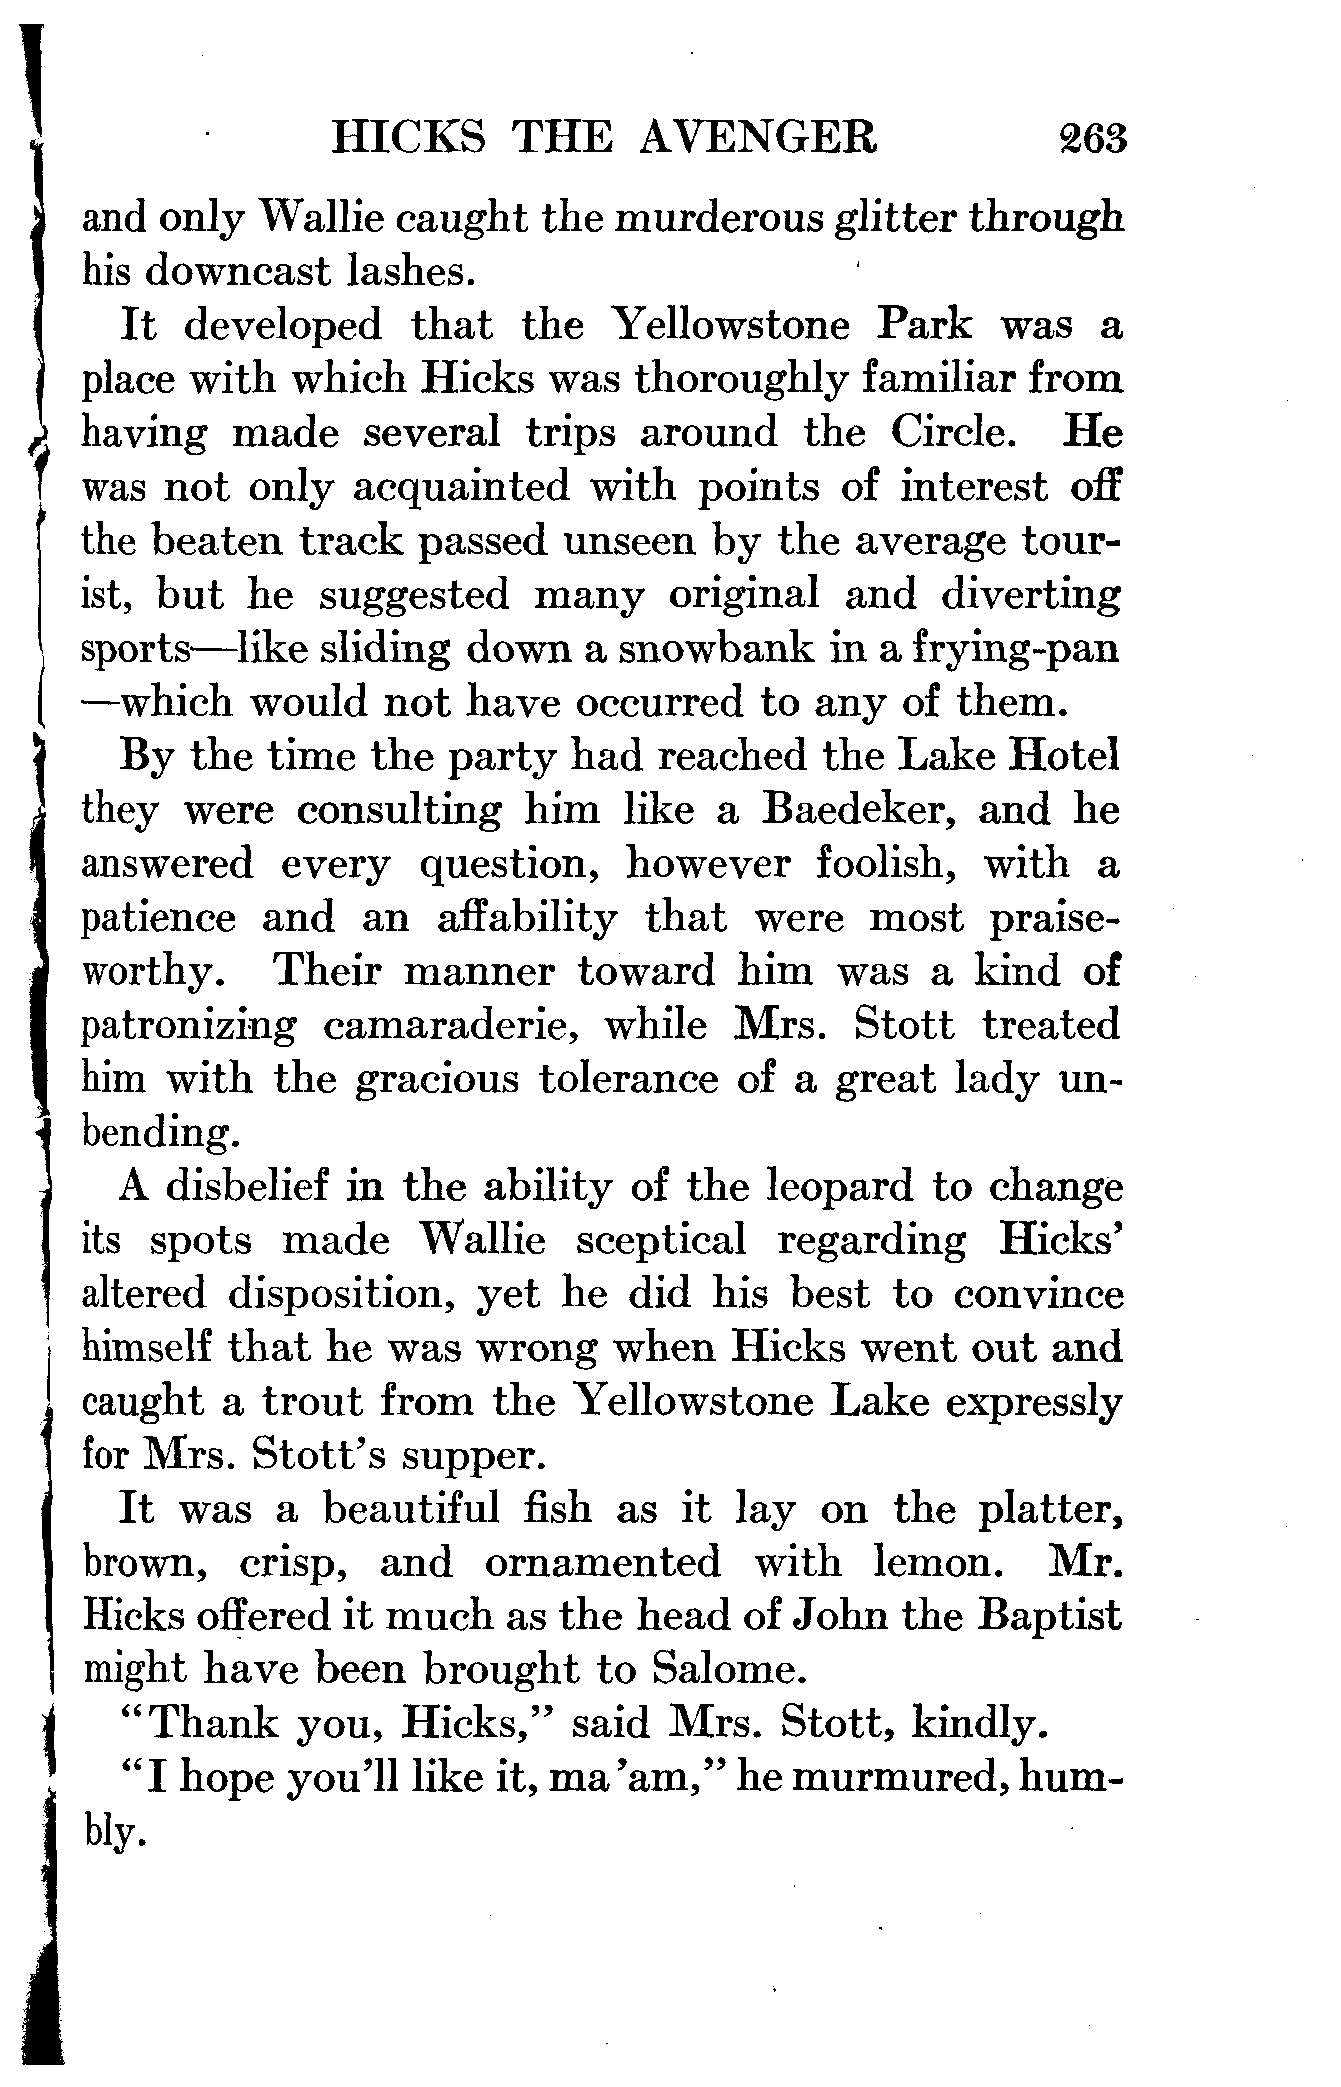 HICKS THE AVENGER 263
and only Wallie caught the murderous glitter through
his downcast lashes.
It developed that the Yellowstone Park was a
place with which Hicks was thoroughly familiar from
having made several trips around the Circle. He
was not only acquainted with points of interest off
the beaten track passed unseen by the average tour-
ist, but he suggested many original and diverting
sports—like sliding down a snowbank in a frying-pan
—which would not have occurred to any of them.
By the time the party had reached the Lake Hotel
they were consulting him like a Baedeker, and he
answered every question, however foolish, with a
patience and an affability that were most praise-
worthy. Their manner toward him was a kind of
patronizing camaraderie, while Mrs. Stott treated
him with the gracious tolerance of a great lady un-
bending.
A disbelief in the ability of the leopard to change
its spots made Wallie sceptical regarding Hicks'
altered disposition, yet he did his best to convince
himself that he was wrong when Hicks went out and
caught a trout from the Yellowstone Lake expressly
for Mrs. Stott's supper.
It was a beautiful fish as it lay on the platter,
brown, crisp, and ornamented with lemon. Mr.
Hicks offered it much as the head of John the Baptist
might have been brought to Salome.
"Thank you, Hicks," said Mrs. Stott, kindly.
"I hope you'll like it, ma'am," he murmured, hum-
bly.